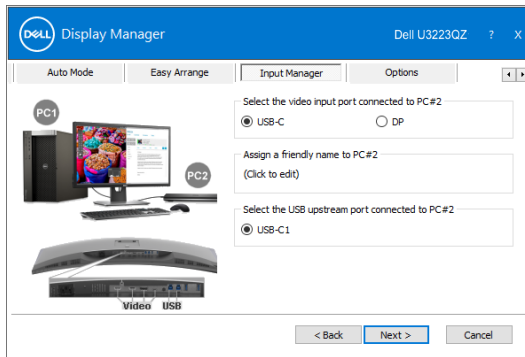 DELL Display Manager
Dell U3223QZ ? X
Auto Mode Easy Arrange Input Manager Options
Select the video input port connected to PC#2
USB-C DP
Assign a friendly name to PC#2
(Click to edit)
Select the USB upstream port connected to PC#2
USB-C1
PC1
PC2
Video USB
< Back Next > Cancel